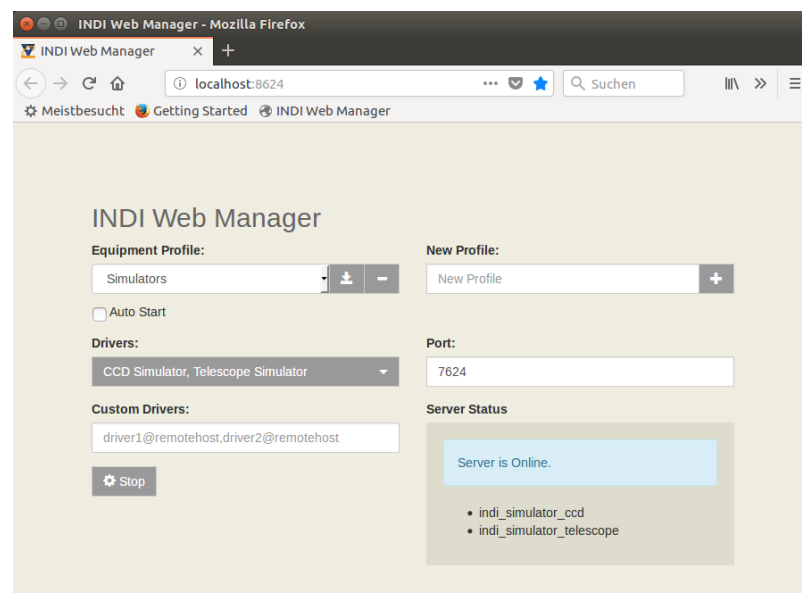 INDI Web Manager - Mozilla Firefox
INDI Web Manager
localhost:8624
Suchen
Meistbesucht Getting Started INDI Web Manager
INDI Web Manager
Equipment Profile:
Simulators
Auto Start
Drivers:
CCD Simulator, Telescope Simulator
Custom Drivers:
driver1@remotehost,driver2@remotehost
Stop
New Profile:
New Profile
Port:
7624
Server Status
Server is Online.
indi_simulator_ccd
indi_simulator_telescope